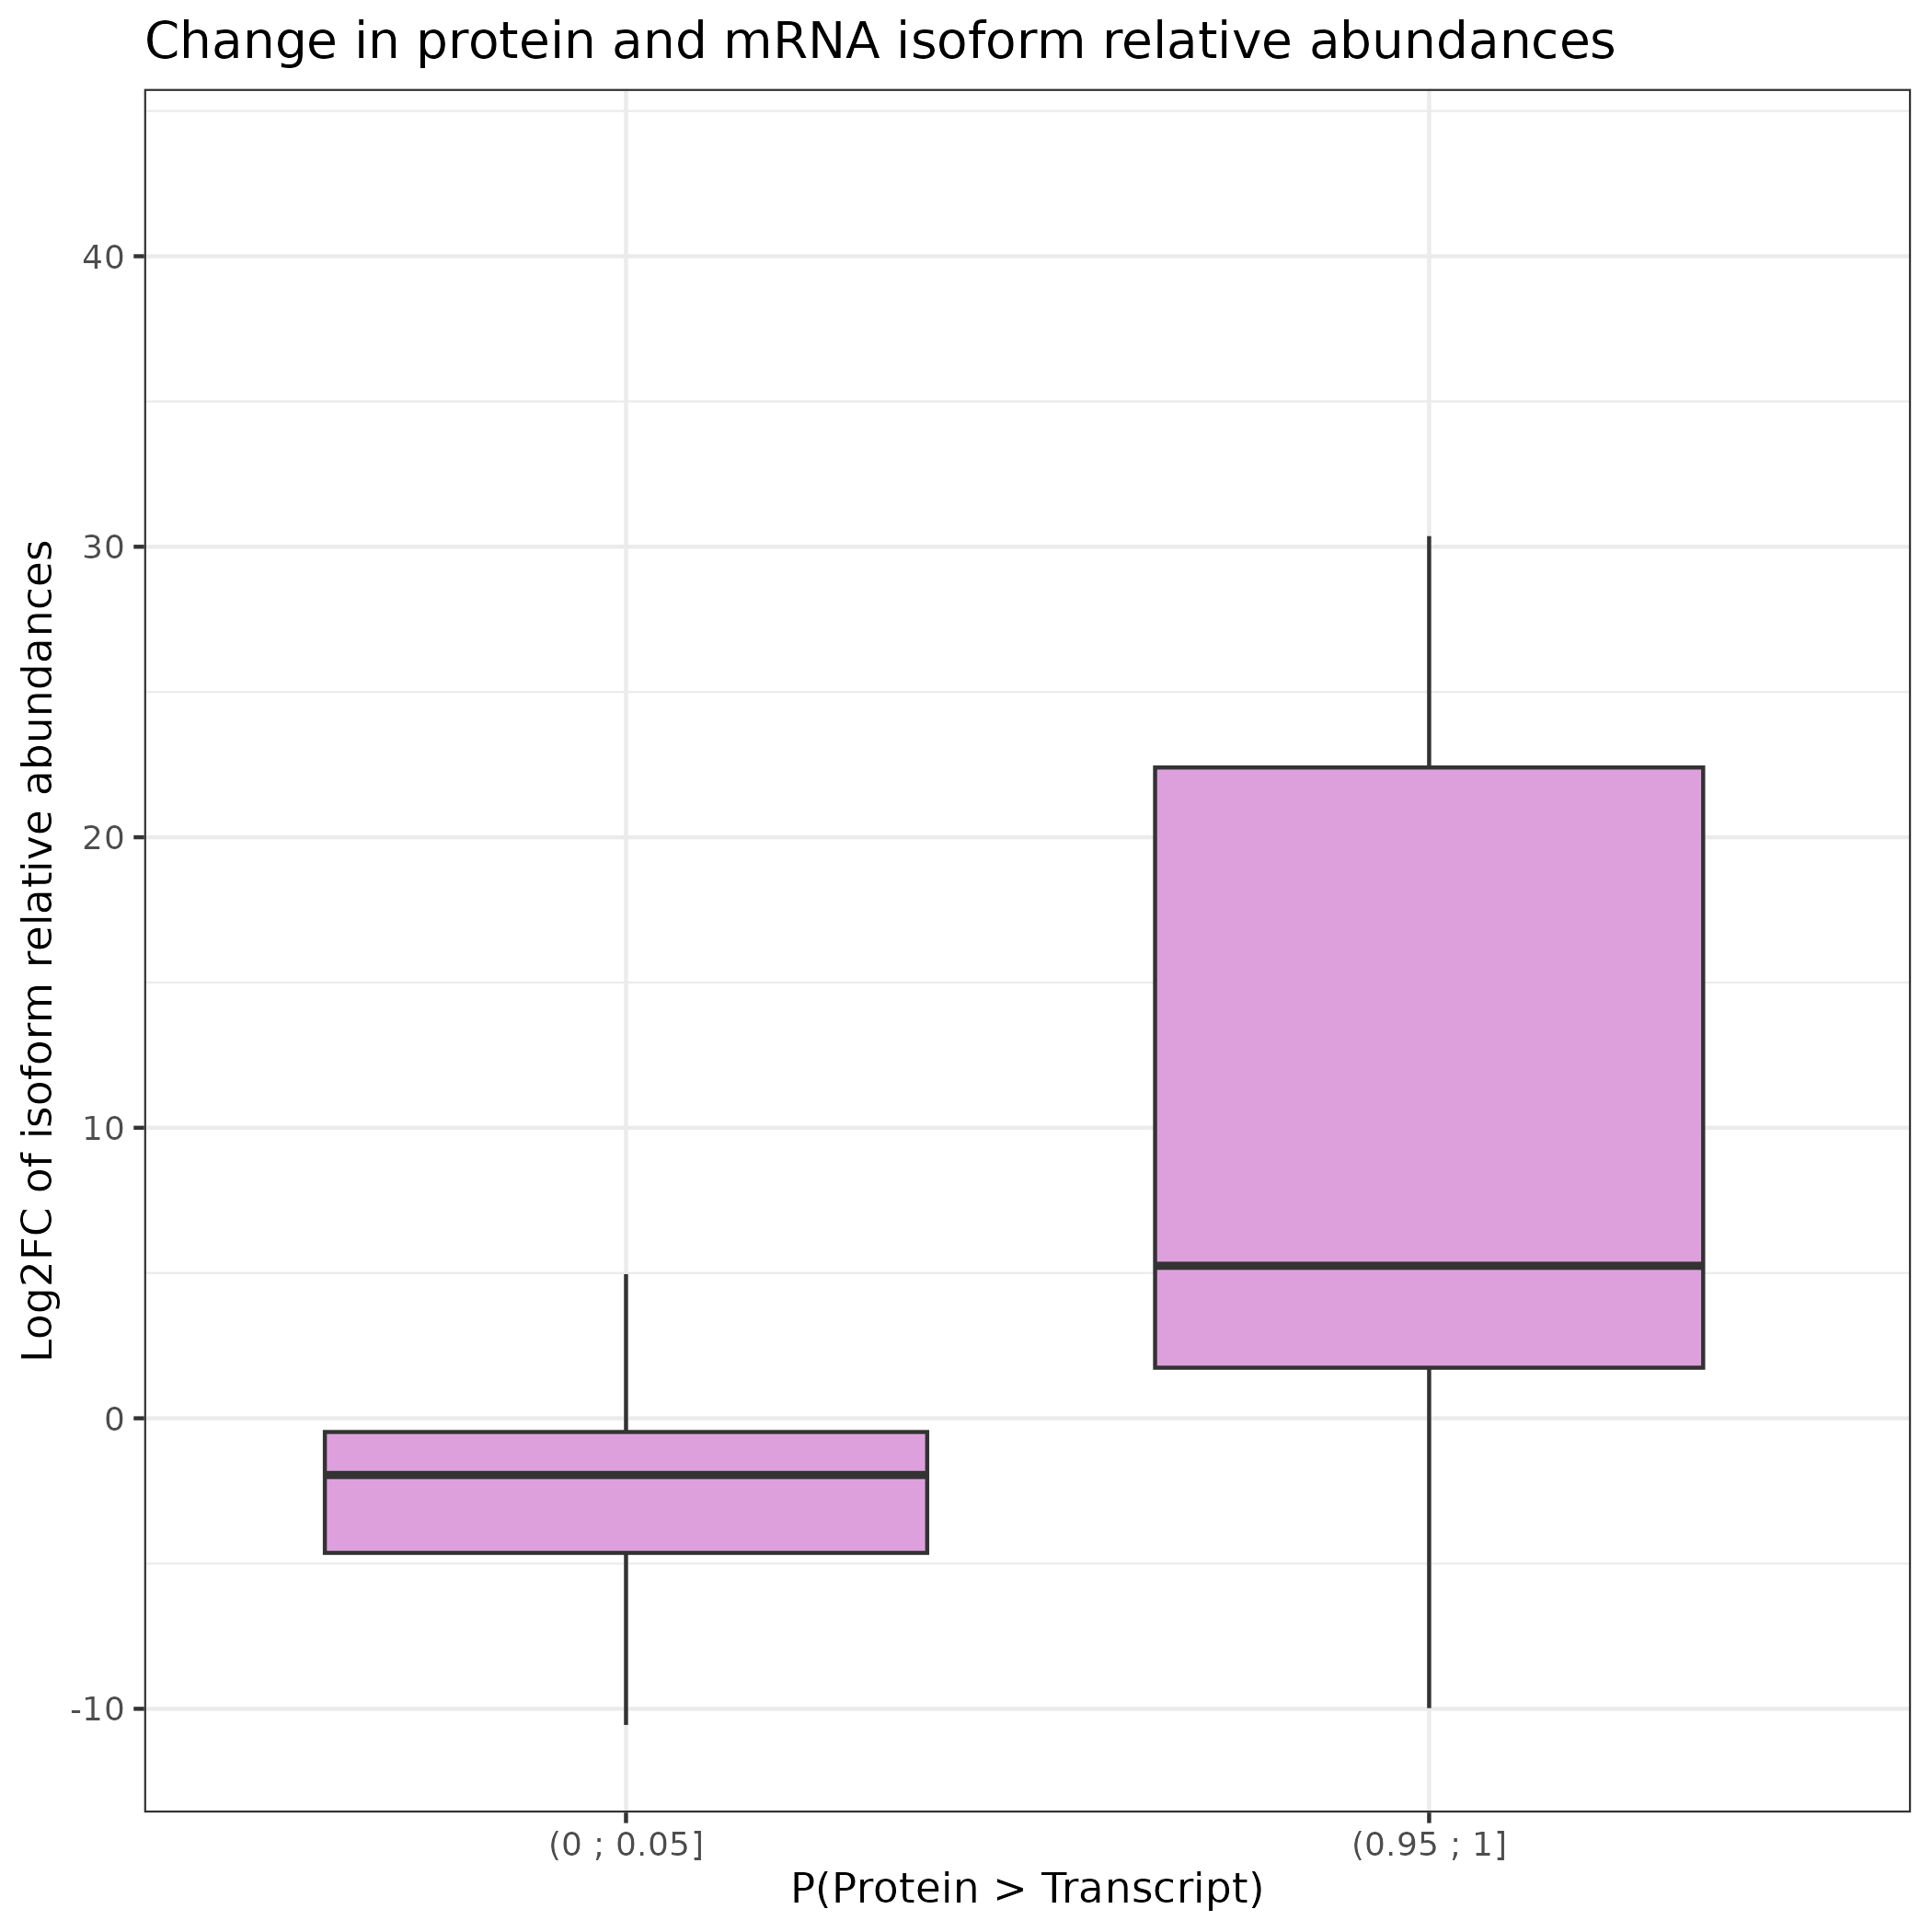 Change in protein and mRNA isoform relative abundances
Log2FC of isoform relative abundances
40
30
20
10
0
-10
(0 ; 0.05]
(0.95 ; 1]
P(Protein > Transcript)